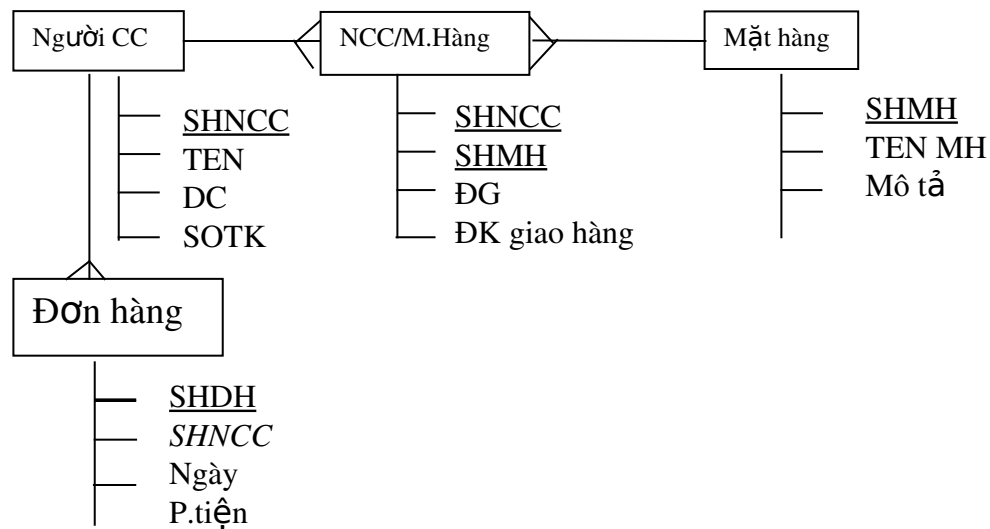 Người CC
NCC/M.Hàng
Mặt hàng
SHNCC
TEN
DC
SOTK
SHNCC
SHMH
ĐG
ĐK giao hàng
SHMH
TEN MH
Mô tả
Đơn hàng
SHDH
SHNCC
Ngày
P.tiện